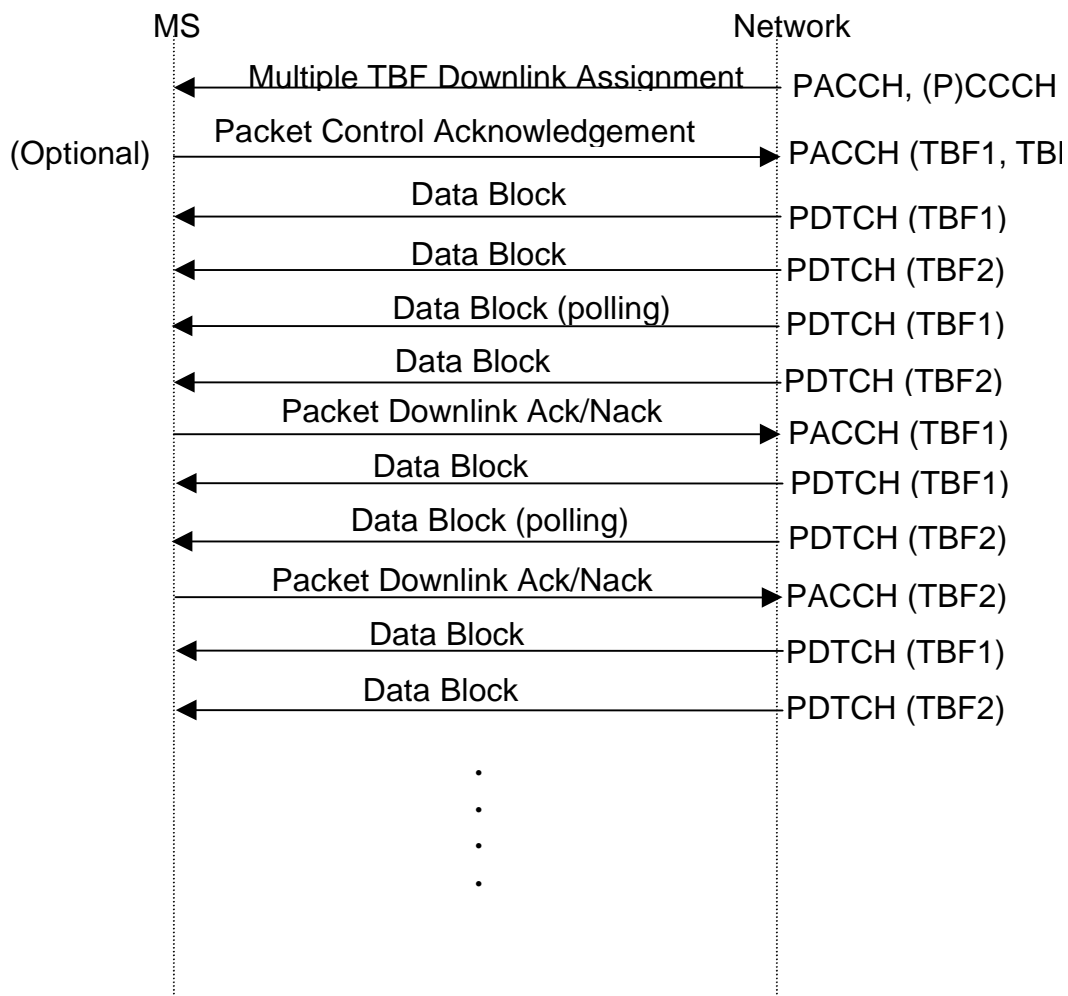 MS Network
Multiple TBF Downlink Assignment PACCH, (P)CCCH
(Optional) Packet Control Acknowledgement PACCH (TBF1,
Data Block PDTCH (TBF1)
Data Block PDTCH (TBF2)
Data Block (polling) PDTCH (TBF1)
Data Block PDTCH (TBF2)
Packet Downlink Ack/Nack PACCH (TBF1)
Data Block PDTCH (TBF1)
Data Block (polling) PDTCH (TBF2)
Packet Downlink Ack/Nack PACCH (TBF2)
Data Block PDTCH (TBF1)
Data Block PDTCH (TBF2)